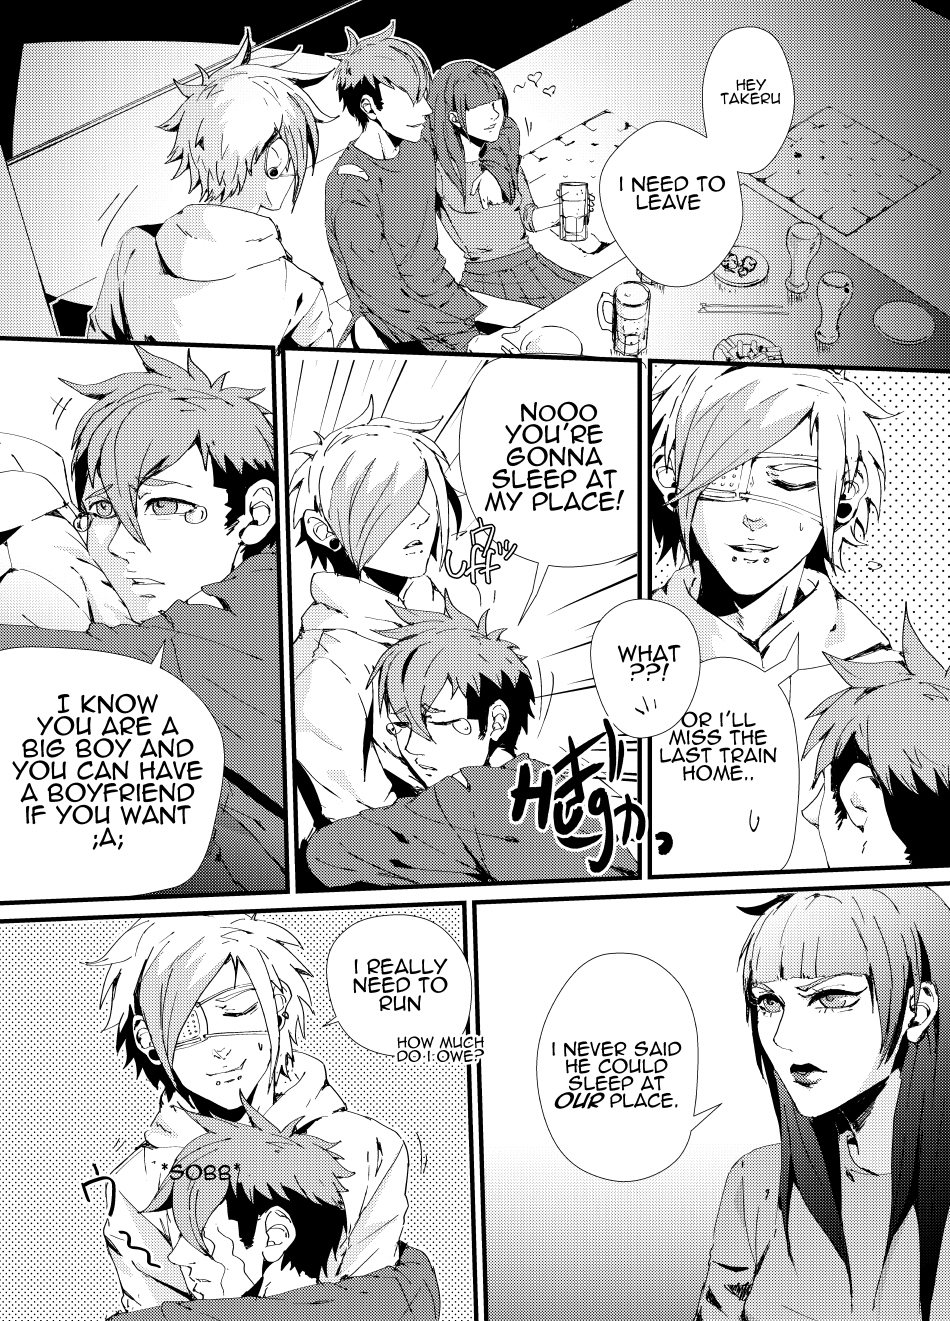 HEY
TAKERU
I NEED TO
LEAVE
OR I'LL
MISS THE
LAST TRAIN
HOME..
WHAT
??!
NoOo
YOU'RE
GONNA
SLEEP AT
MY PLACE!
HUg
I KNOW
YOU ARE A
BIG BOY AND
YOU CAN HAVE
A BOYFRIEND
IF YOU WANT
;A;
I NEVER SAID
HE COULD
SLEEP AT
OUR PLACE.
I REALLY
NEED TO
RUN
HOW MUCH
DO I OWE?
*SOBB*